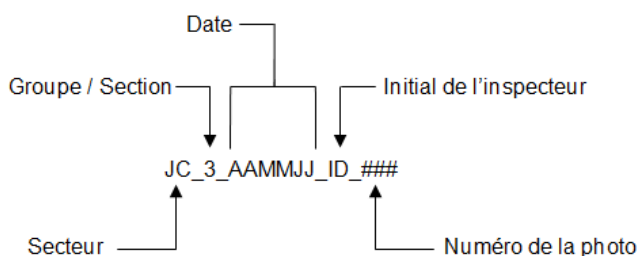 Date
Groupe / Section
Initial de l'inspecteur
JC_3_AAMMJJ_ID_###
Secteur
Numéro de la photo